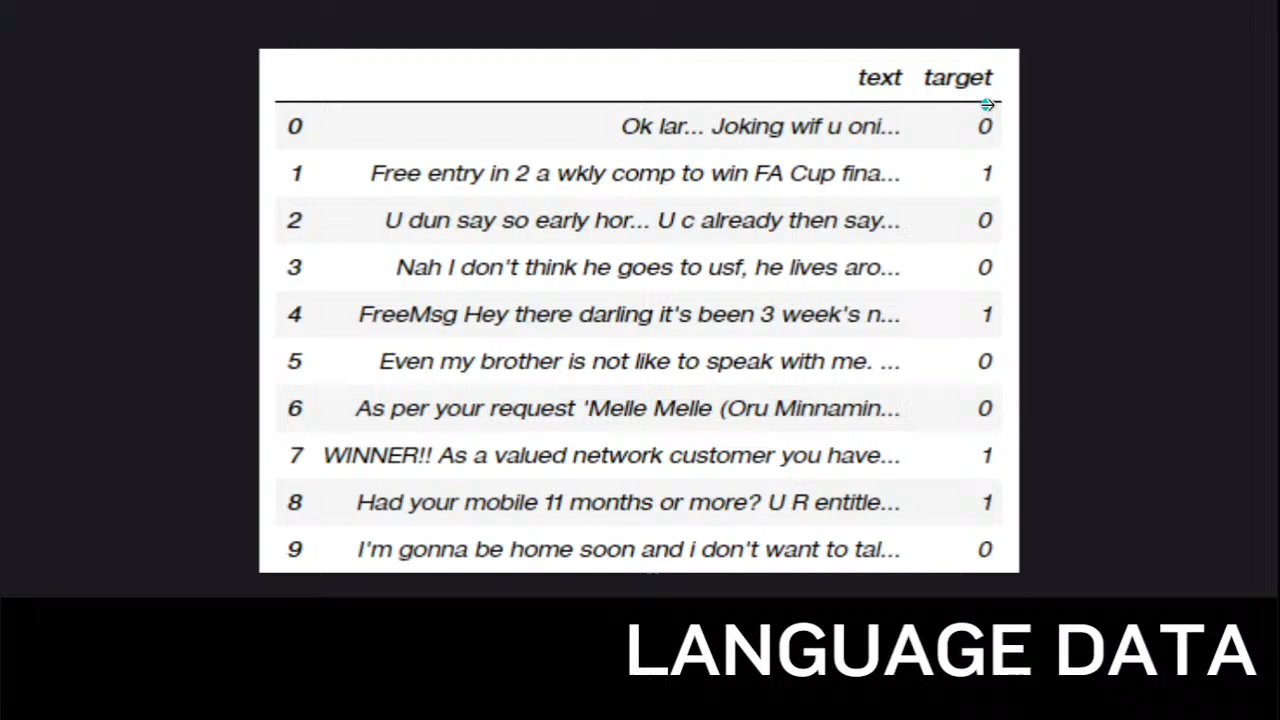 text target
0 Ok lar... Joking wif u oni... 0
1 Free entry in 2 a wkly comp to win FA Cup fina... 1
2 U dun say so early hor... U c already then say... 0
3 Nah I don't think he goes to usf, he lives aro... 0
4 FreeMsg Hey there darling it's been 3 week's n... 1
5 Even my brother is not like to speak with me. ... 0
6 As per your request 'Melle Melle (Oru Minnamin... 0
7 WINNER!! As a valued network customer you have... 1
8 Had your mobile 11 months or more? U R entitle... 1
9 I'm gonna be home soon and i don't want to tal... 0
LANGUAGE DATA